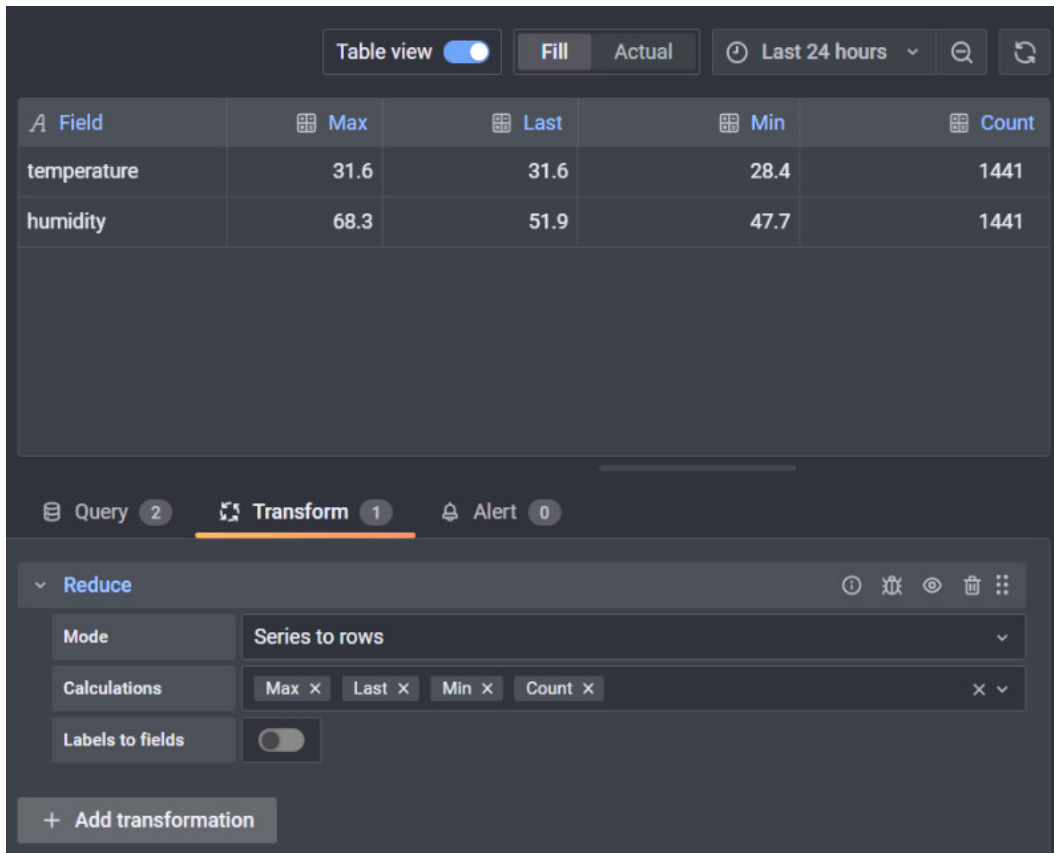 Table view Fill Actual Last 24 hours
Field Max Last Min Count
temperature 31.6 31.6 28.4 1441
humidity 68.3 51.9 47.7 1441
Query 2 Transform 1 Alert 0
Reduce
Mode Series to rows
Calculations Max × Last × Min × Count ×
Labels to fields
+ Add transformation